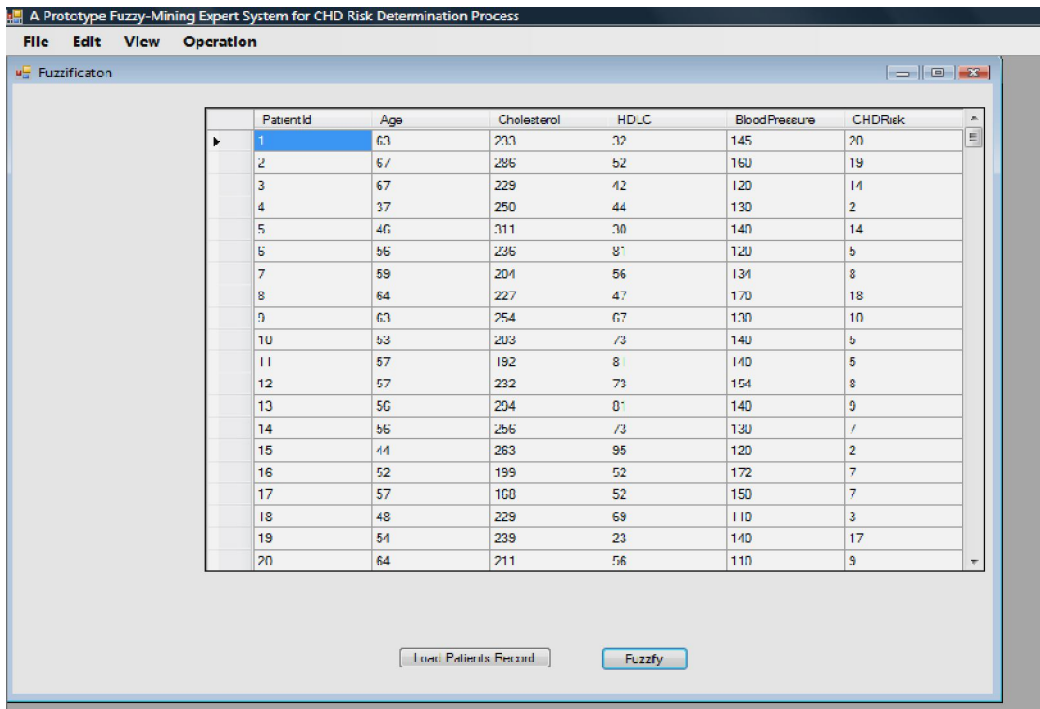 A Prototype Fuzzy-Mining Expert System for CHD Risk Determination Process
File Edit View Operation
Fuzzificaton
PatientId Age Cholesterol HDLC BloodPressure CHDRisk
1 63 233 32 145 20
2 67 286 52 160 19
3 67 229 42 120 14
4 37 250 44 130 2
5 46 311 30 140 14
6 56 236 81 120 5
7 59 204 56 134 8
8 64 227 47 170 18
9 63 254 67 130 10
10 53 203 73 140 5
11 57 192 81 140 5
12 57 232 73 154 8
13 56 81 140 9
14 56 256 73 130 7
15 44 263 95 120 2
16 52 199 52 172 7
17 57 168 52 150 7
18 48 229 69 110 3
19 54 239 23 140 17
20 64 211 56 110 9
Load Patients Record Fuzzfy